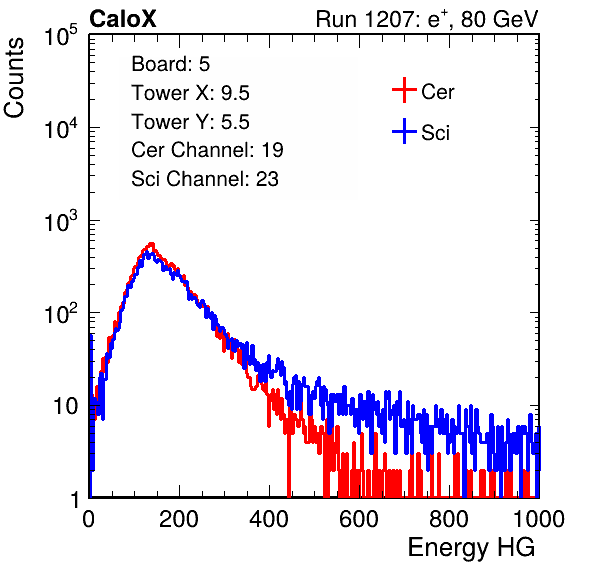 CaloX Run 1207: e⁺, 80 GeV
Counts
Board: 5
Tower X: 9.5
Tower Y: 5.5
Cer Channel: 19
Sci Channel: 23
Cer
Sci
10⁵
10⁴
10³
10²
10
1
0 200 400 600 800 1000
Energy HG